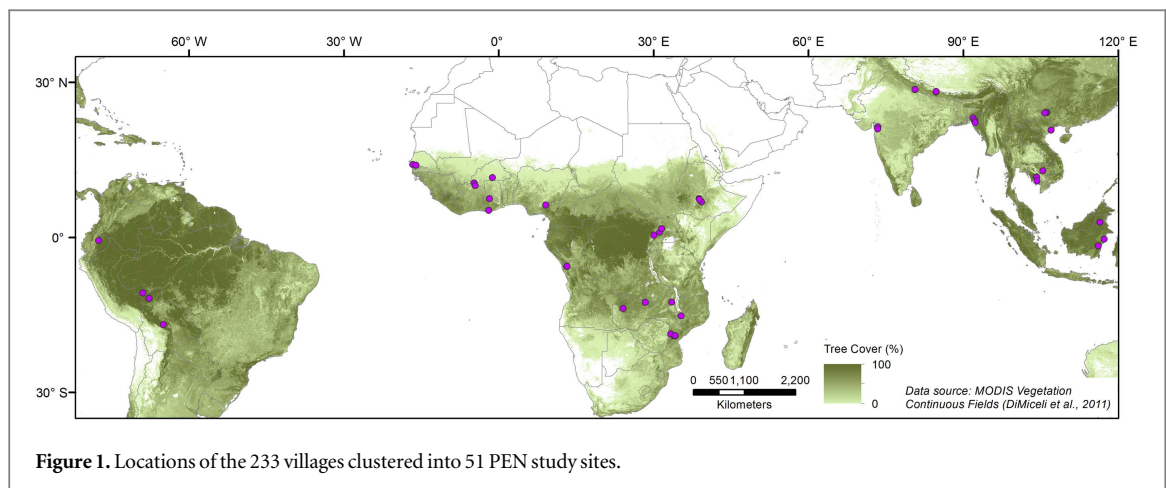 60° W 30° W 0° 30° E 60° E 90° E 120° E
30° N
0°
30° S
Tree Cover (%)
100
0
0 550 1,100 2,200
Kilometers
Data source: MODIS Vegetation
Continuous Fields (DiMiceli et al., 2011)
Figure 1. Locations of the 233 villages clustered into 51 PEN study sites.